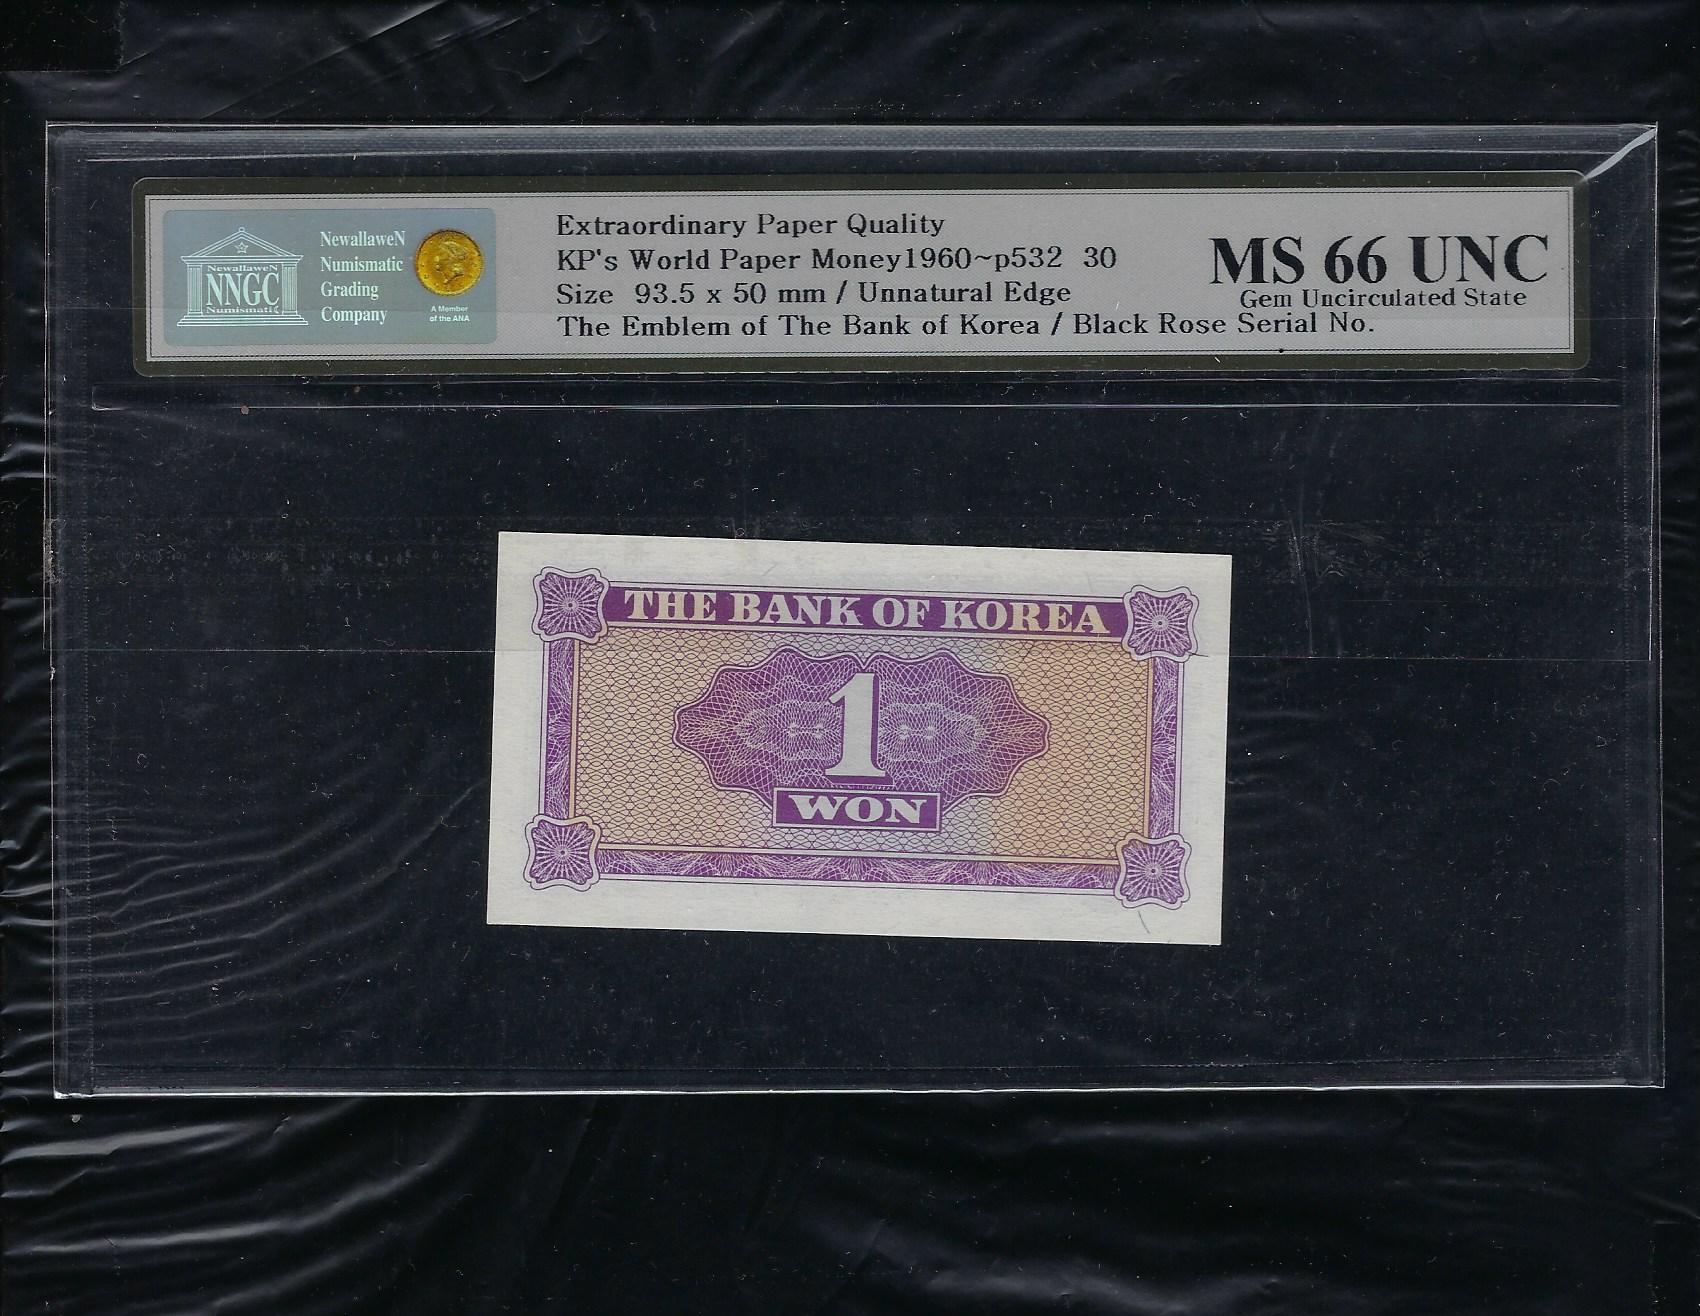 NewallaweN
NNGC
Numismatic
NewallaweN
Numismatic
Grading
Company
A Member
of the ANA
Extraordinary Paper Quality
KP's World Paper Money1960~p532 30
Size 93.5 x 50 mm / Unnatural Edge
The Emblem of The Bank of Korea / Black Rose Serial No.
MS 66 UNC
Gem Uncirculated State
THE BANK OF KOREA
1
WON